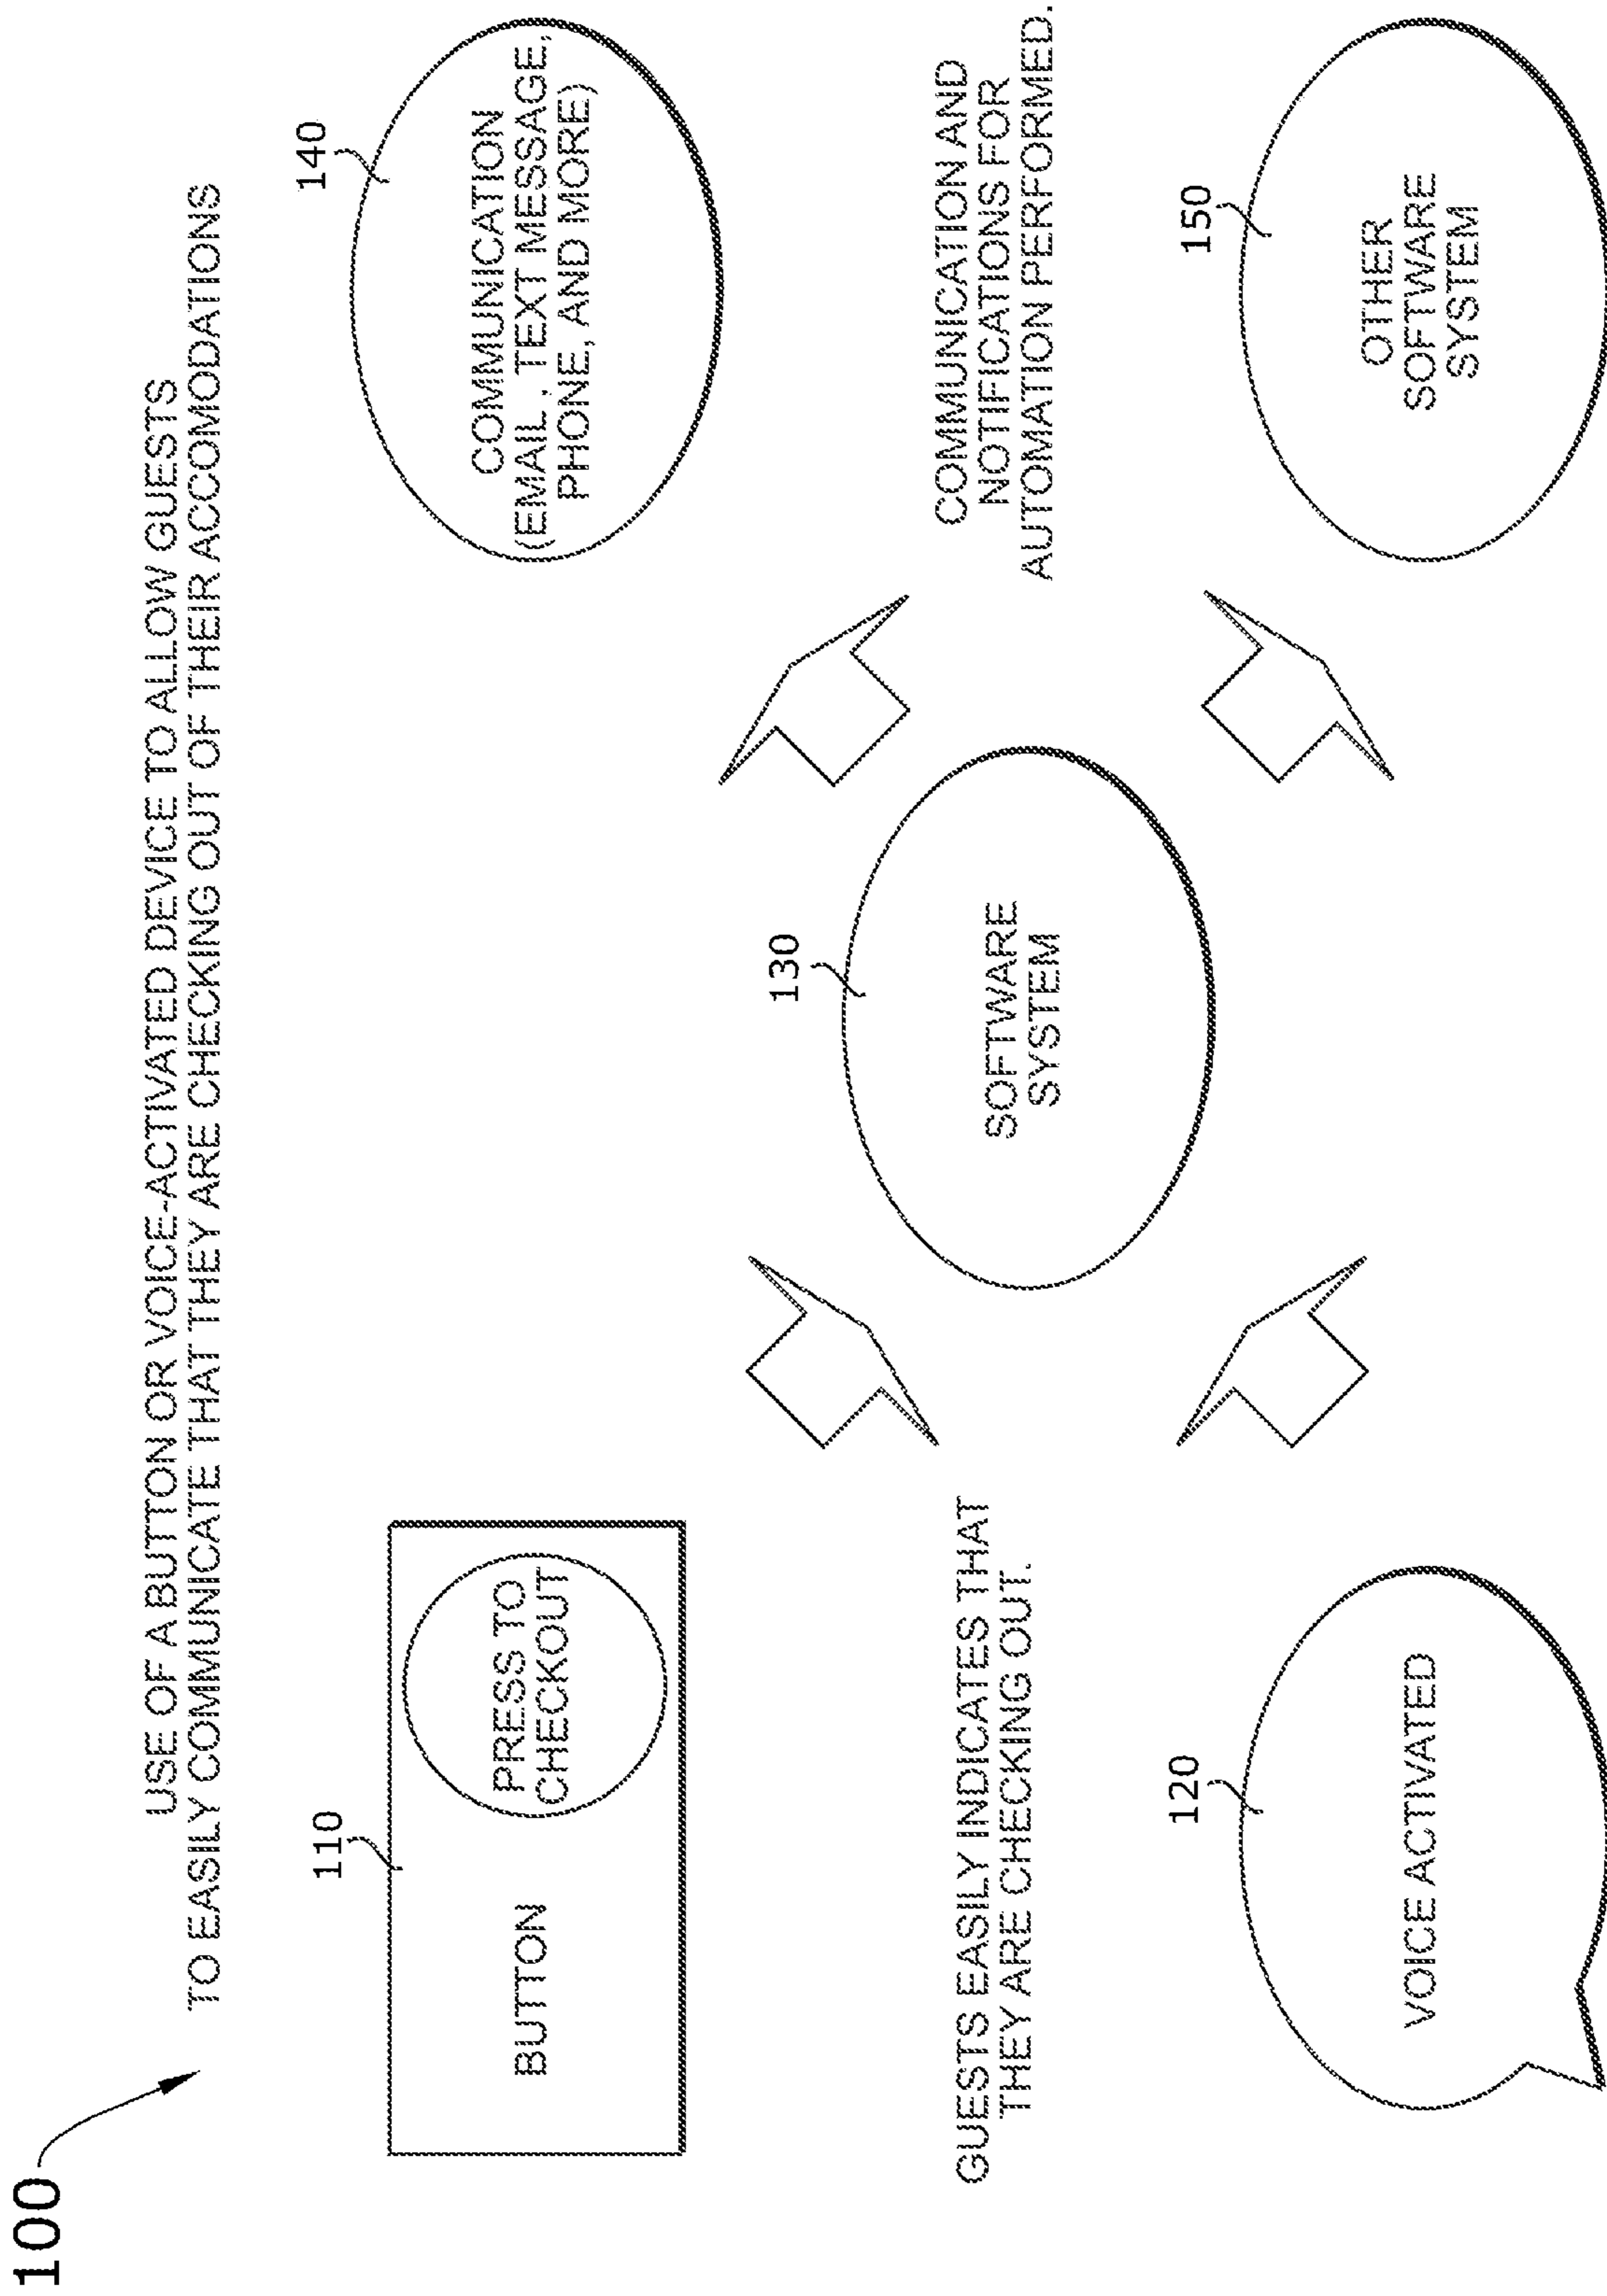 100
USE OF A BUTTON OR VOICE-ACTIVATED DEVICE TO ALLOW GUESTS
TO EASILY COMMUNICATE THAT THEY ARE CHECKING OUT OF THEIR ACCOMODATIONS
110
BUTTON
PRESS TO
CHECKOUT
GUESTS EASILY INDICATES THAT
THEY ARE CHECKING OUT.
120
VOICE ACTIVATED
130
SOFTWARE
SYSTEM
140
COMMUNICATION
(EMAIL , TEXT MESSAGE,
PHONE, AND MORE)
COMMUNICATION AND
NOTIFICATIONS FOR
AUTOMATION PERFORMED.
150
OTHER
SOFTWARE
SYSTEM